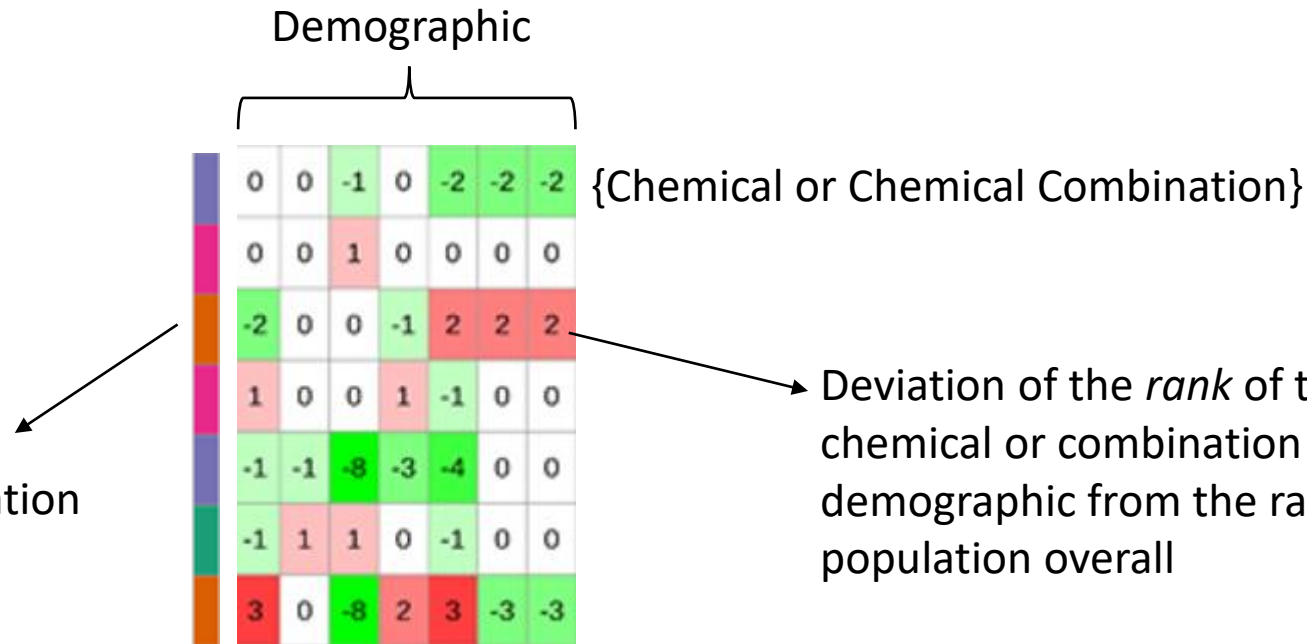 Demographic
0 0 -1 0 -2 -2 -2 {Chemical or Chemical Combination}
0 0 1 0 0 0 0
-2 0 0 -1 2 2 2
1 0 0 1 -1 0 0
Deviation of the rank of
chemical or combination
-1 -1 -8 -3 -4 0 0
demographic from the
population overall
-1 1 1 0 -1 0 0
3 0 -8 2 3 -3 -3